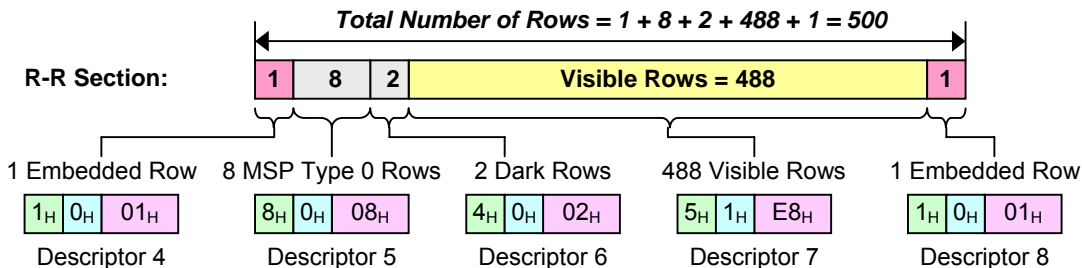 Total Number of Rows = 1 + 8 + 2 + 488 + 1 = 500
R-R Section: 1 8 2 Visible Rows = 488 1
1 Embedded Row 8 MSP Type 0 Rows 2 Dark Rows 488 Visible Rows 1 Embedded Row
1H 0H 01H 8H 0H 08H 4H 0H 02H 5H 1H E8H 1H 0H 01H
Descriptor 4 Descriptor 5 Descriptor 6 Descriptor 7 Descriptor 8